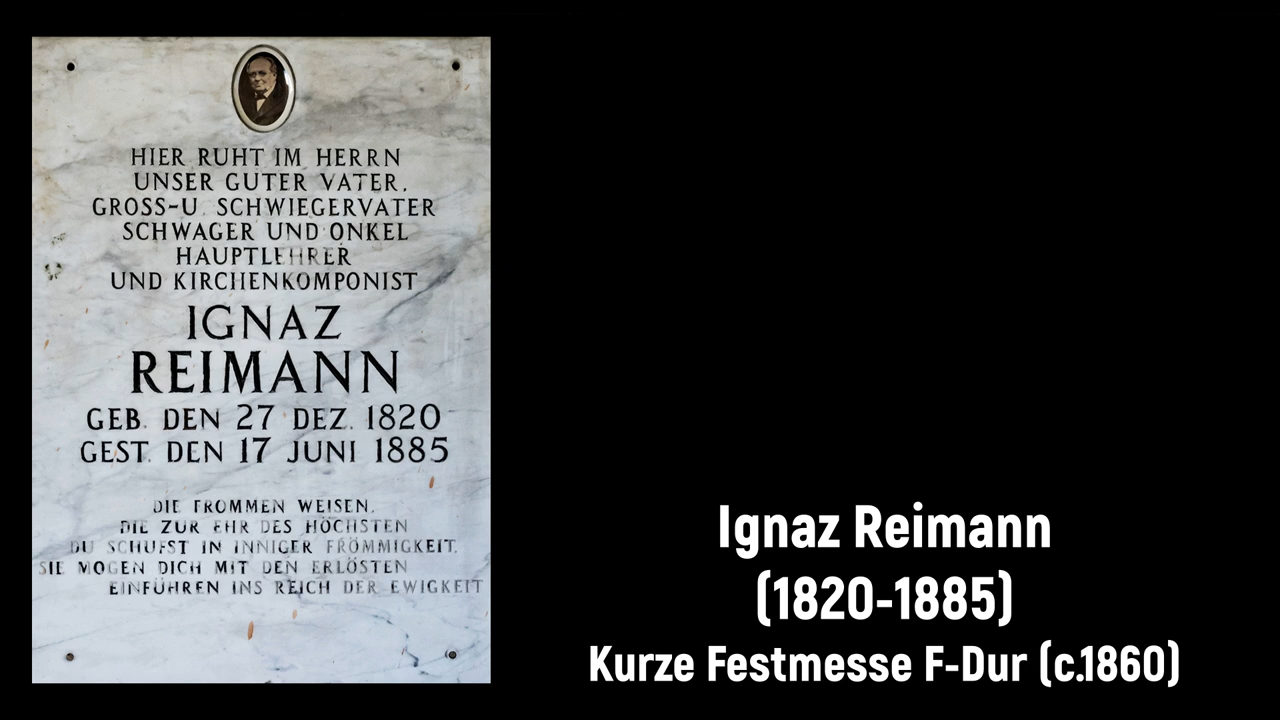 HIER RUHT IM HERRN
UNSER GUTER VATER,
GROSS-U. SCHWIEGERVATER
SCHWAGER UND ONKEL
HAUPTLEHRER
UND KIRCHENKOMPONIST
IGNAZ
REIMANN
GEB. DEN 27 DEZ. 1820
GEST. DEN 17 JUNI 1885
DIE FROMMEN WEISEN,
DIE ZUR EHR DES HÖCHSTEN
DU SCHUFST IN INNIGER FRÖMMIGKEIT,
SIE MÖGEN DICH MIT DEN ERLÖSTEN
EINFÜHREN INS REICH DER EWIGKEIT
Ignaz Reimann
(1820-1885)
Kurze Festmesse F-Dur (c.1860)